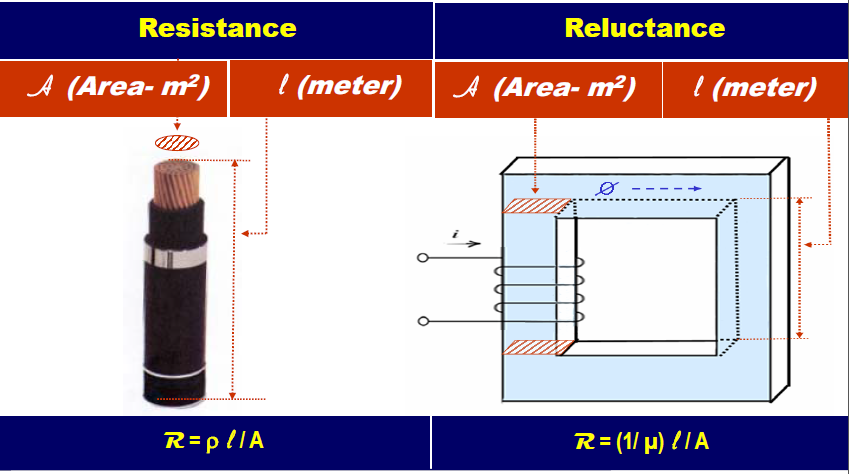 Resistance
Reluctance
A (Area- m²)
l (meter)
A (Area- m²)
l (meter)
Ø
i
R = ρ l / A
R = (1/ μ) l / A